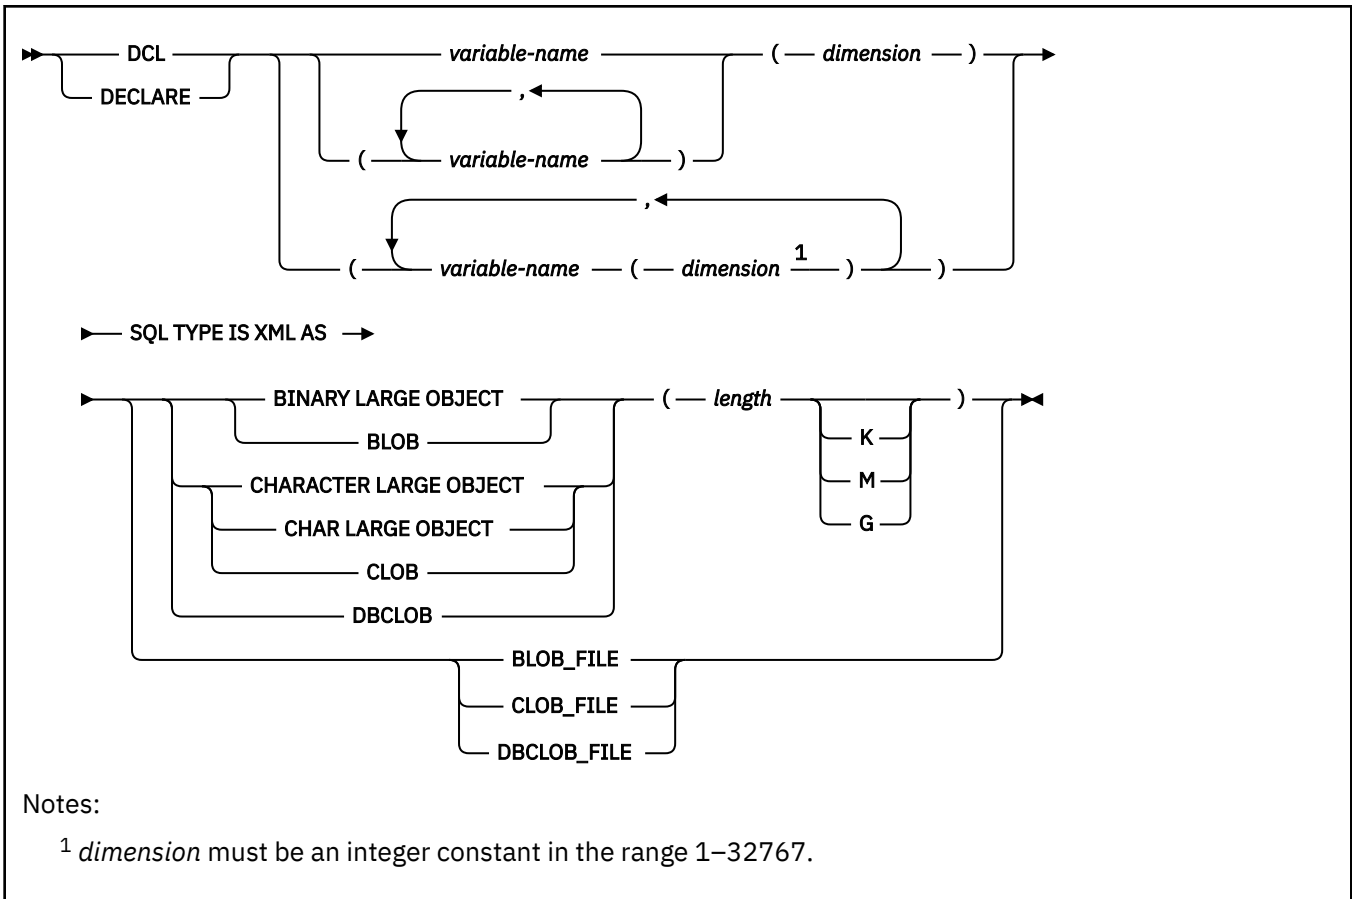 DCL variable-name ( dimension )
DECLARE
,
( variable-name )
,
( variable-name ( dimension 1 ) )
SQL TYPE IS XML AS
BINARY LARGE OBJECT ( length )
BLOB K
CHARACTER LARGE OBJECT M
CHAR LARGE OBJECT G
CLOB
DBCLOB
BLOB_FILE
CLOB_FILE
DBCLOB_FILE
Notes:
1 dimension must be an integer constant in the range 1–32767.